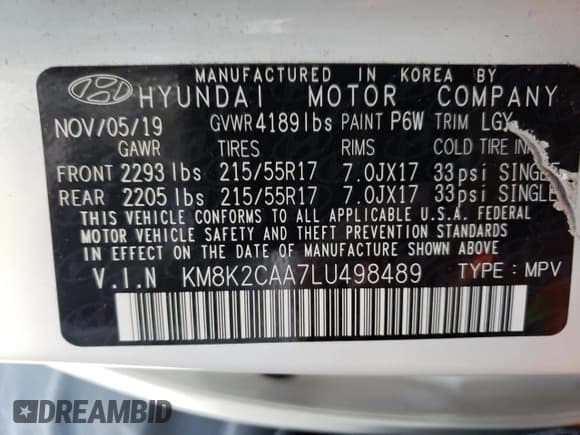 MANUFACTURED IN KOREA BY
HYUNDAI MOTOR COMPANY
NOV/05/19 GVWR 4189lbs PAINT P6W TRIM LGX
GAWR TIRES RIMS COLD TIRE
FRONT 2293 lbs 215/55R17 7.0JX17 33psi SINGLE
REAR 2205 lbs 215/55R17 7.0JX17 33psi SINGLE
THIS VEHICLE CONFORMS TO ALL APPLICABLE U.S.A. FEDERAL
MOTOR VEHICLE SAFETY AND THEFT PREVENTION STANDARDS
IN EFFECT ON THE DATE OF MANUFACTURE SHOWN ABOVE
V.I.N KM8K2CAA7LU498489 TYPE : MPV
DREAMBID